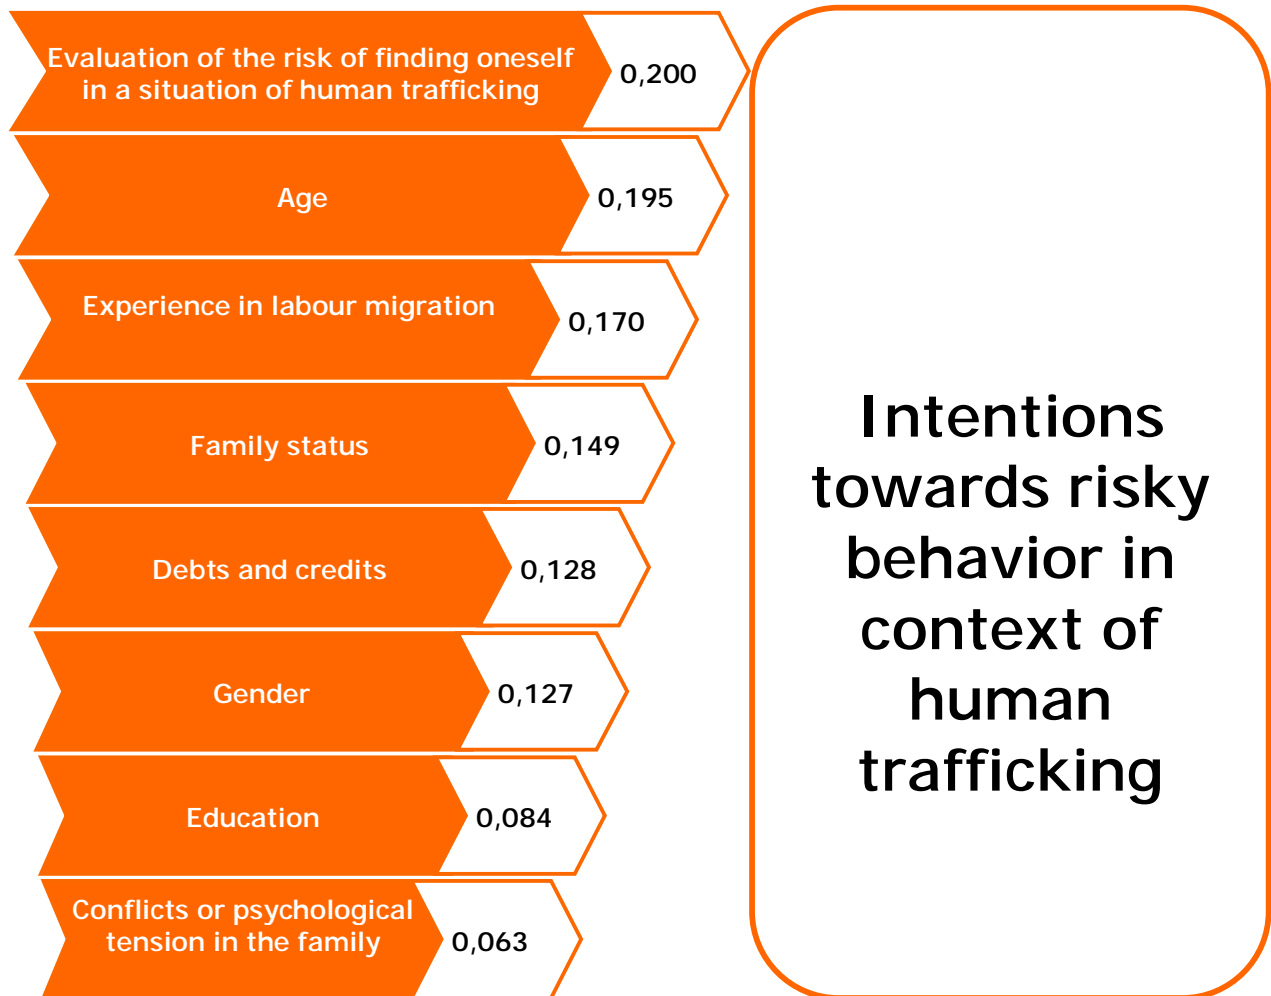 Evaluation of the risk of finding oneself
in a situation of human trafficking
0,200
Age
0,195
Experience in labour migration
0,170
Family status
0,149
Debts and credits
0,128
Gender
0,127
Education
0,084
Conflicts or psychological
tension in the family
0,063
Intentions
towards risky
behavior in
context of
human
trafficking